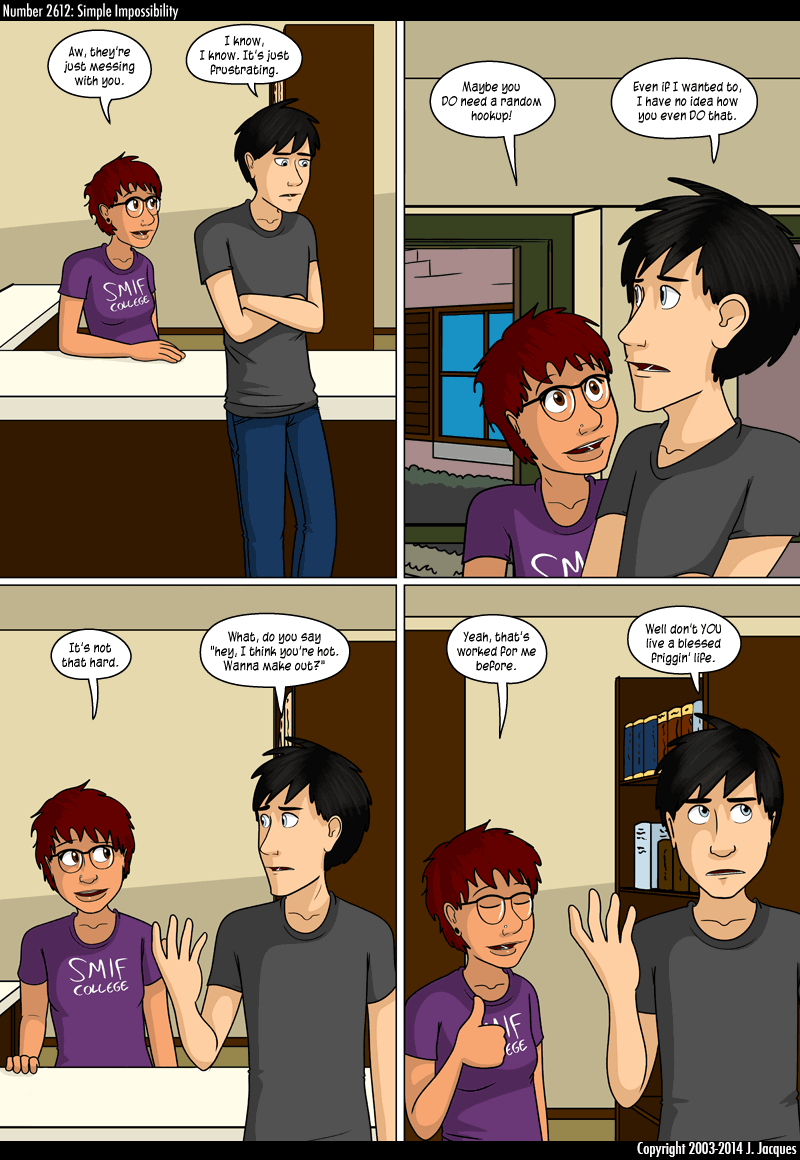 Number 2612: Simple Impossibility
Aw, they're
just messing
with you.
I know,
I know. It's just
frustrating.
SMIF
COLLEGE
Maybe you
DO need a random
hookup!
Even if I wanted to,
I have no idea how
you even DO that.
SM
It's not
that hard.
What, do you say
"hey, I think you're hot.
Wanna make out?"
SMIF
COLLEGE
Yeah, that's
worked for me
before.
Well don't YOU
live a blessed
friggin' life.
IF
EGE
Copyright 2003-2014 J. Jacques